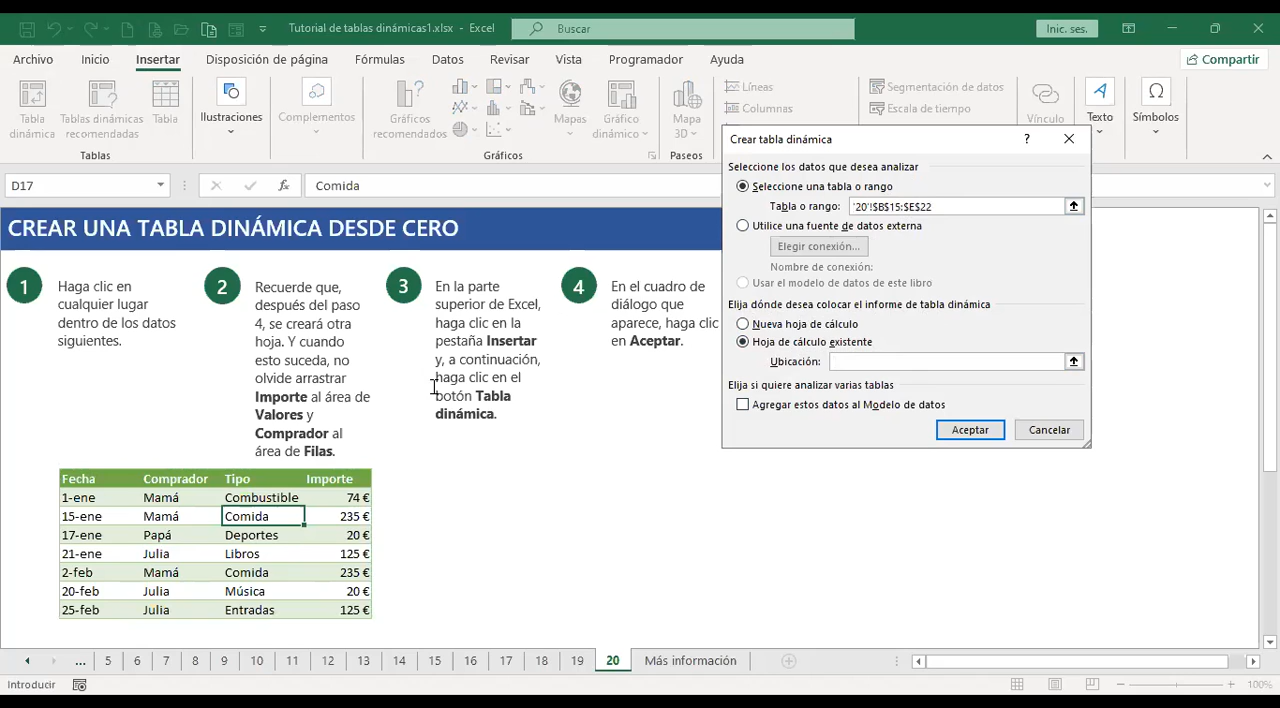 Tutorial de tablas dinámicas1.xlsx - Excel
Buscar
Inic. ses.
Archivo
Inicio
Insertar
Disposición de página
Fórmulas
Datos
Revisar
Vista
Programador
Ayuda
Compartir
Tabla dinámica
Tablas dinámicas recomendadas
Tabla
Tablas
Ilustraciones
Complementos
Gráficos recomendados
Mapas
Gráfico dinámico
Gráficos
Mapa 3D
Paseos
Líneas
Columnas
Segmentación de datos
Escala de tiempo
Vínculo
Texto
Símbolos
D17
Comida
CREAR UNA TABLA DINÁMICA DESDE CERO
1
Haga clic en
cualquier lugar
dentro de los datos
siguientes.
2
Recuerde que,
después del paso
4, se creará otra
hoja. Y cuando
esto suceda, no
olvide arrastrar
Importe al área de
Valores y
Comprador al
área de Filas.
3
En la parte
superior de Excel,
haga clic en la
pestaña Insertar
y, a continuación,
haga clic en el
botón Tabla
dinámica.
4
En el cuadro de
diálogo que
aparece, haga clic
en Aceptar.
Crear tabla dinámica
?
Seleccione los datos que desea analizar
Seleccione una tabla o rango
Tabla o rango: '20'!$B$15:$E$22
Utilice una fuente de datos externa
Elegir conexión...
Nombre de conexión:
Usar el modelo de datos de este libro
Elija dónde desea colocar el informe de tabla dinámica
Nueva hoja de cálculo
Hoja de cálculo existente
Ubicación:
Elija si quiere analizar varias tablas
Agregar estos datos al Modelo de datos
Aceptar Cancelar
Fecha Comprador Tipo Importe
1-ene Mamá Combustible 74 €
15-ene Mamá Comida 235 €
17-ene Papá Deportes 20 €
21-ene Julia Libros 125 €
2-feb Mamá Comida 235 €
20-feb Julia Música 20 €
25-feb Julia Entradas 125 €
... 5 6 7 8 9 10 11 12 13 14 15 16 17 18 19 20 Más información
Introducir
100%